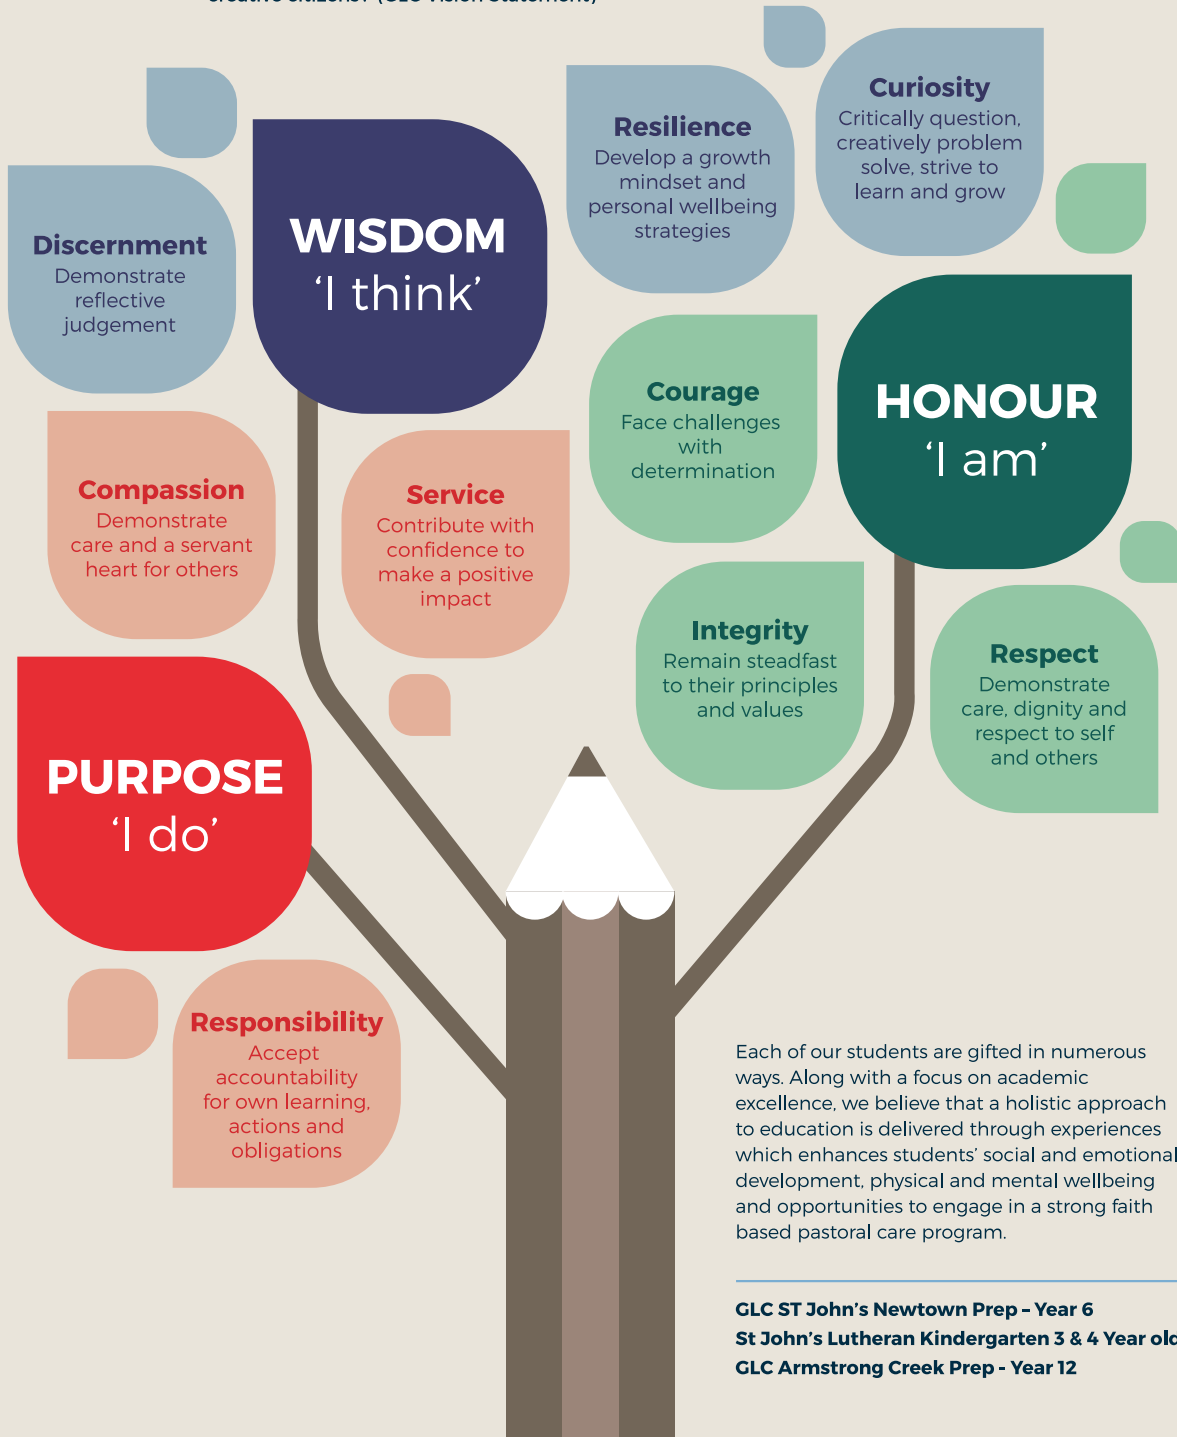 creative citizens? (GLC Vision Statement)
Curiosity
Critically question,
creatively problem
solve, strive to
learn and grow
Resilience
Develop a growth
mindset and
personal wellbeing
strategies
WISDOM
‘I think’
Discernment
Demonstrate
reflective
judgement
HONOUR
‘I am’
Courage
Face challenges
with
determination
Compassion
Demonstrate
care and a servant
heart for others
Service
Contribute with
confidence to
make a positive
impact
Integrity
Remain steadfast
to their principles
and values
Respect
Demonstrate
care, dignity and
respect to self
and others
PURPOSE
‘I do’
Responsibility
Accept
accountability
for own learning,
actions and
obligations
Each of our students are gifted in numerous
ways. Along with a focus on academic
excellence, we believe that a holistic approach
to education is delivered through experiences
which enhances students’ social and emotional
development, physical and mental wellbeing
and opportunities to engage in a strong faith
based pastoral care program.
GLC ST John’s Newtown Prep – Year 6
St John’s Lutheran Kindergarten 3 & 4 Year old
GLC Armstrong Creek Prep - Year 12